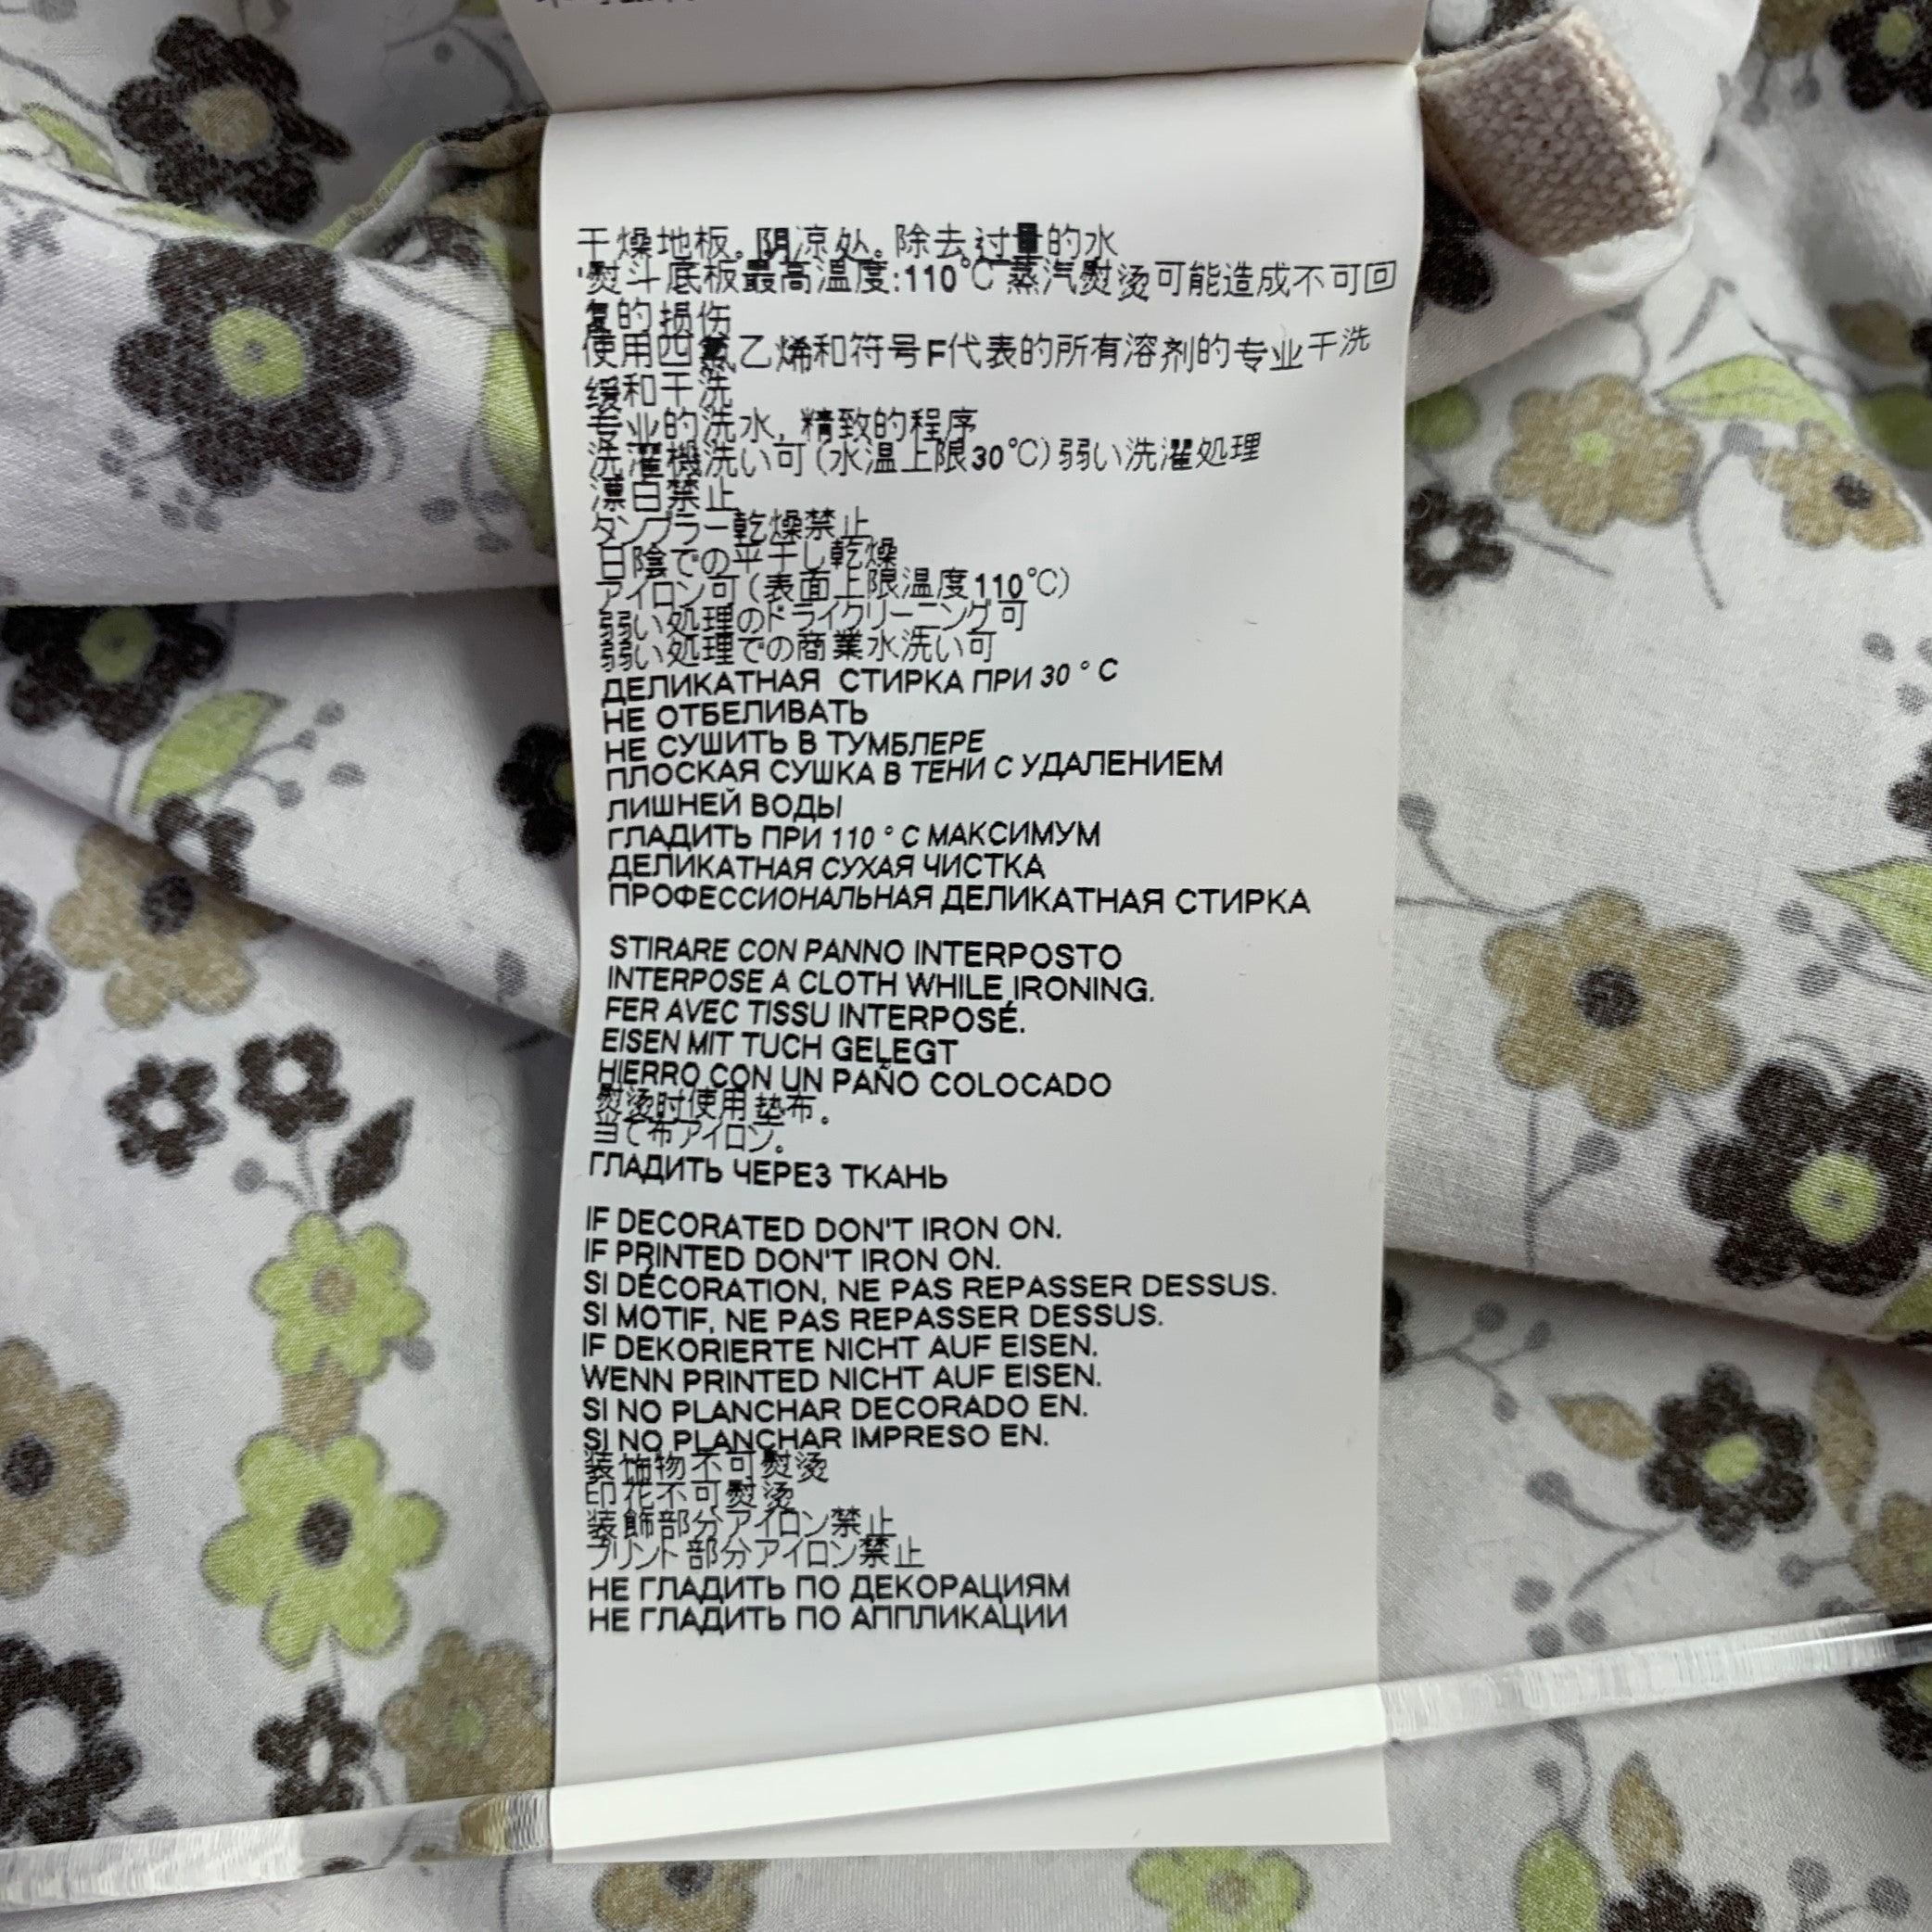 干燥地板。阴凉处。除去过量的水
'熨斗底板最高温度:110°C 蒸汽熨烫可能造成不可回
复的损伤
使用四氯乙烯和符号F代表的所有溶剂的专业干洗
缓和干洗
专业的洗水, 精致的程序
洗濯機洗い可(水温上限30°C)弱い洗濯処理
漂白禁止
タンブラー乾燥禁止
日陰での平干し乾燥
アイロン可(表面上限温度110°C)
弱い処理のドライクリーニング可
弱い処理での商業水洗い可
ДЕЛИКАТНАЯ СТИРКА ПРИ 30 ° C
НЕ ОТБЕЛИВАТЬ
НЕ СУШИТЬ В ТУМБЛЕРЕ
ПЛОСКАЯ СУШКА В ТЕНИ С УДАЛЕНИЕМ
ЛИШНЕЙ ВОДЫ
ГЛАДИТЬ ПРИ 110 ° C МАКСИМУМ
ДЕЛИКАТНАЯ СУХАЯ ЧИСТКА
ПРОФЕССИОНАЛЬНАЯ ДЕЛИКАТНАЯ СТИРКА
STIRARE CON PANNO INTERPOSTO
INTERPOSE A CLOTH WHILE IRONING.
FER AVEC TISSU INTERPOSÉ.
EISEN MIT TUCH GELEGT
HIERRO CON UN PAÑO COLOCADO
熨烫时使用垫布。
当て布アイロン。
ГЛАДИТЬ ЧЕРЕЗ ТКАНЬ
IF DECORATED DON'T IRON ON.
IF PRINTED DON'T IRON ON.
SI DÉCORATION, NE PAS REPASSER DESSUS.
SI MOTIF, NE PAS REPASSER DESSUS.
IF DEKORIERTE NICHT AUF EISEN.
WENN PRINTED NICHT AUF EISEN.
SI NO PLANCHAR DECORADO EN.
SI NO PLANCHAR IMPRESO EN.
装饰物不可熨烫
印花不可熨烫
装飾部分アイロン禁止
プリント部分アイロン禁止
НЕ ГЛАДИТЬ ПО ДЕКОРАЦИЯМ
НЕ ГЛАДИТЬ ПО АППЛИКАЦИИ